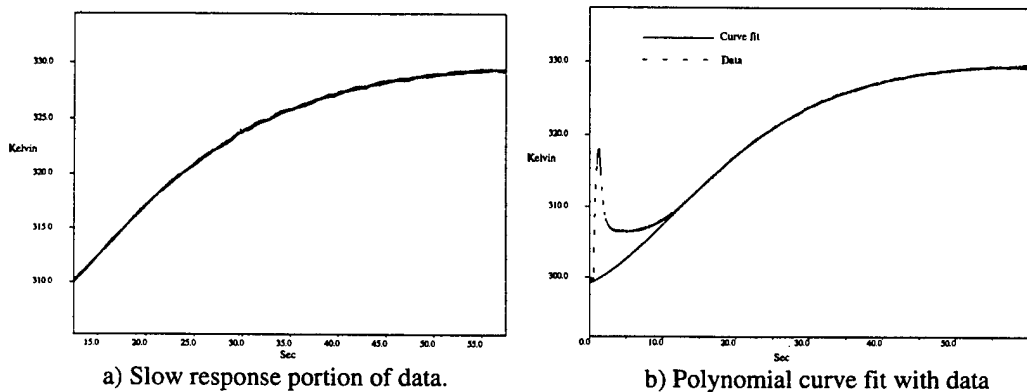 330.0
325.0
Kelvin
320.0
315.0
310.0
15.0 20.0 25.0 30.0 35.0 40.0 45.0 50.0 55.0
Sec
a) Slow response portion of data.
Curve fit
Data
330.0
320.0
Kelvin
310.0
300.0
0.0 10.0 20.0 30.0 40.0 50.0
Sec
b) Polynomial curve fit with data